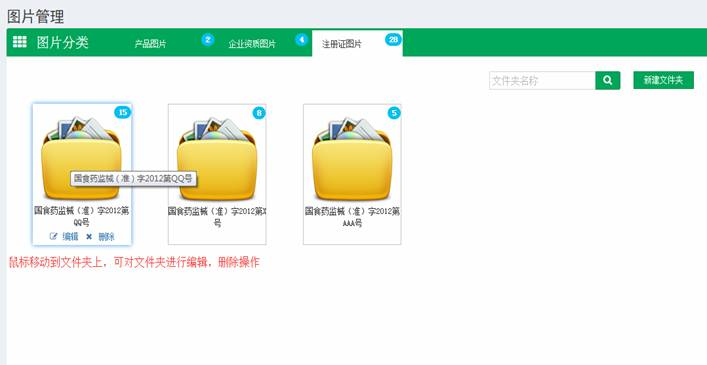 图片管理
图片分类
产品图片 2
企业资质图片 4
注册证图片 28
文件夹名称
新建文件夹
15
国食药监械（准）字2012第QQ号
国食药监械（准）字2012第
QQ号
编辑 删除
8
国食药监械（准）字2012第X
号
5
国食药监械（准）字2012第
AAA号
鼠标移动到文件夹上，可对文件夹进行编辑，删除操作